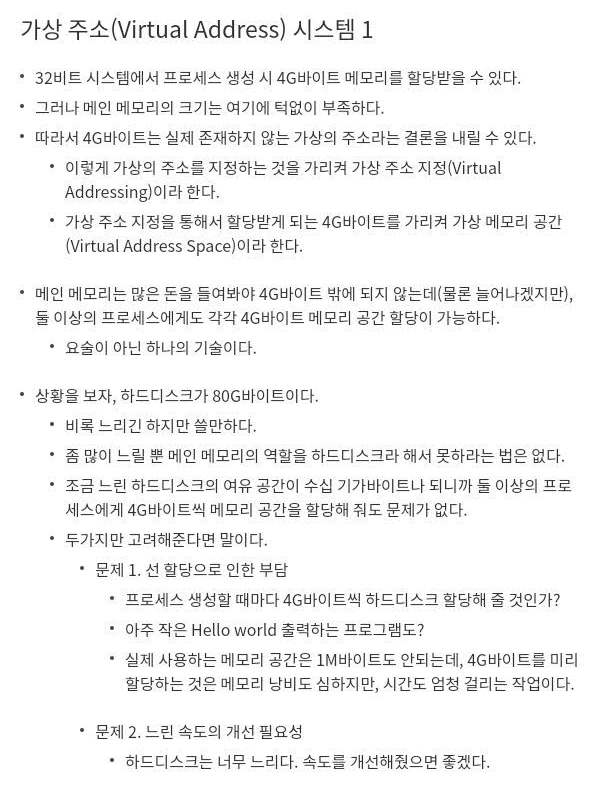 가상 주소(Virtual Address) 시스템 1
• 32비트 시스템에서 프로세스 생성 시 4G바이트 메모리를 할당받을 수 있다.
• 그러나 메인 메모리의 크기는 여기에 턱없이 부족하다.
• 따라서 4G바이트는 실제 존재하지 않는 가상의 주소라는 결론을 내릴 수 있다.
• 이렇게 가상의 주소를 지정하는 것을 가리켜 가상 주소 지정(Virtual
Addressing)이라 한다.
• 가상 주소 지정을 통해서 할당받게 되는 4G바이트를 가리켜 가상 메모리 공간
(Virtual Address Space)이라 한다.
• 메인 메모리는 많은 돈을 들여봐야 4G바이트 밖에 되지 않는데(물론 늘어나겠지만),
둘 이상의 프로세스에게도 각각 4G바이트 메모리 공간 할당이 가능하다.
• 요술이 아닌 하나의 기술이다.
• 상황을 보자, 하드디스크가 80G바이트이다.
• 비록 느리긴 하지만 쓸만하다.
• 좀 많이 느릴 뿐 메인 메모리의 역할을 하드디스크라 해서 못하라는 법은 없다.
• 조금 느린 하드디스크의 여유 공간이 수십 기가바이트나 되니까 둘 이상의 프로
세스에게 4G바이트씩 메모리 공간을 할당해 줘도 문제가 없다.
• 두가지만 고려해준다면 말이다.
• 문제 1. 선 할당으로 인한 부담
• 프로세스 생성할 때마다 4G바이트씩 하드디스크 할당해 줄 것인가?
• 아주 작은 Hello world 출력하는 프로그램도?
• 실제 사용하는 메모리 공간은 1M바이트도 안되는데, 4G바이트를 미리
할당하는 것은 메모리 낭비도 심하지만, 시간도 엄청 걸리는 작업이다.
• 문제 2. 느린 속도의 개선 필요성
• 하드디스크는 너무 느리다. 속도를 개선해줬으면 좋겠다.